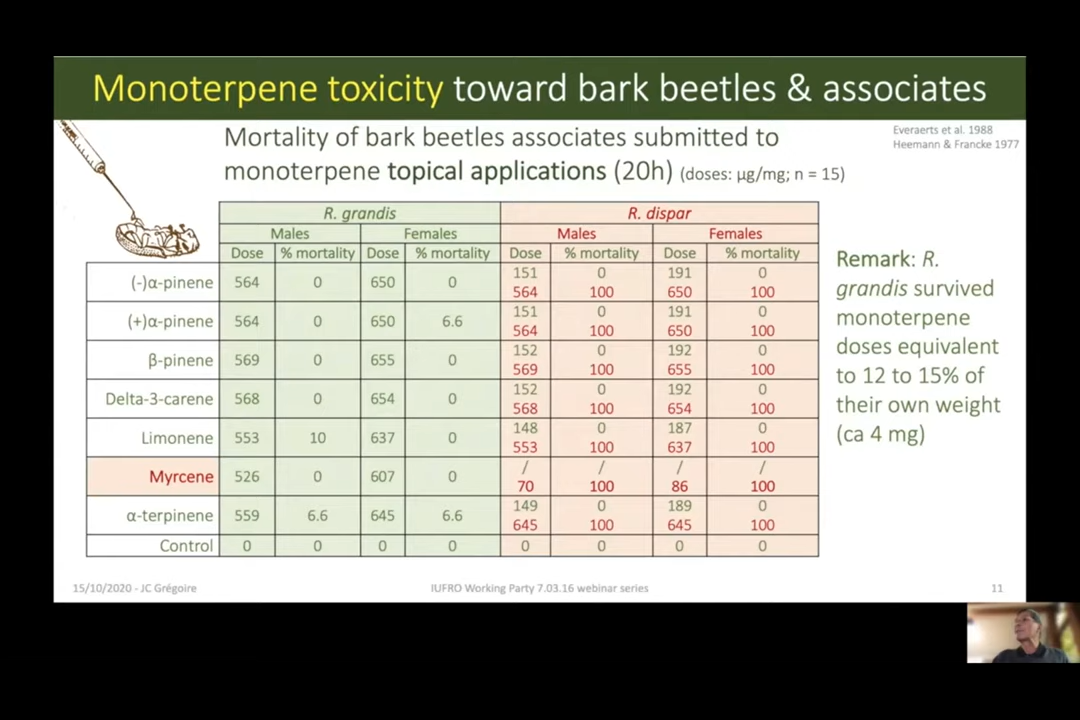 Monoterpene toxicity toward bark beetles & associates
Mortality of bark beetles associates submitted to
monoterpene topical applications (20h) (doses: µg/mg; n = 15)
Everaerts et al. 1988
Heemann & Francke 1977
R. grandis R. dispar
Males Females Males Females
Dose % mortality Dose % mortality Dose % mortality Dose % mortality
(-)α-pinene 564 0 650 0 151 0 191 0
564 100 650 100
(+)α-pinene 564 0 650 6.6 151 0 191 0
564 100 650 100
β-pinene 569 0 655 0 152 0 192 0
569 100 655 100
Delta-3-carene 568 0 654 0 152 0 192 0
568 100 654 100
Limonene 553 10 637 0 148 0 187 0
553 100 637 100
Myrcene 526 0 607 0 / / / /
70 100 86 100
α-terpinene 559 6.6 645 6.6 149 0 189 0
645 100 645 100
Control 0 0 0 0 0 0 0 0
Remark: R.
grandis survived
monoterpene
doses equivalent
to 12 to 15% of
their own weight
(ca 4 mg)
15/10/2020 - JC Grégoire IUFRO Working Party 7.03.16 webinar series 11